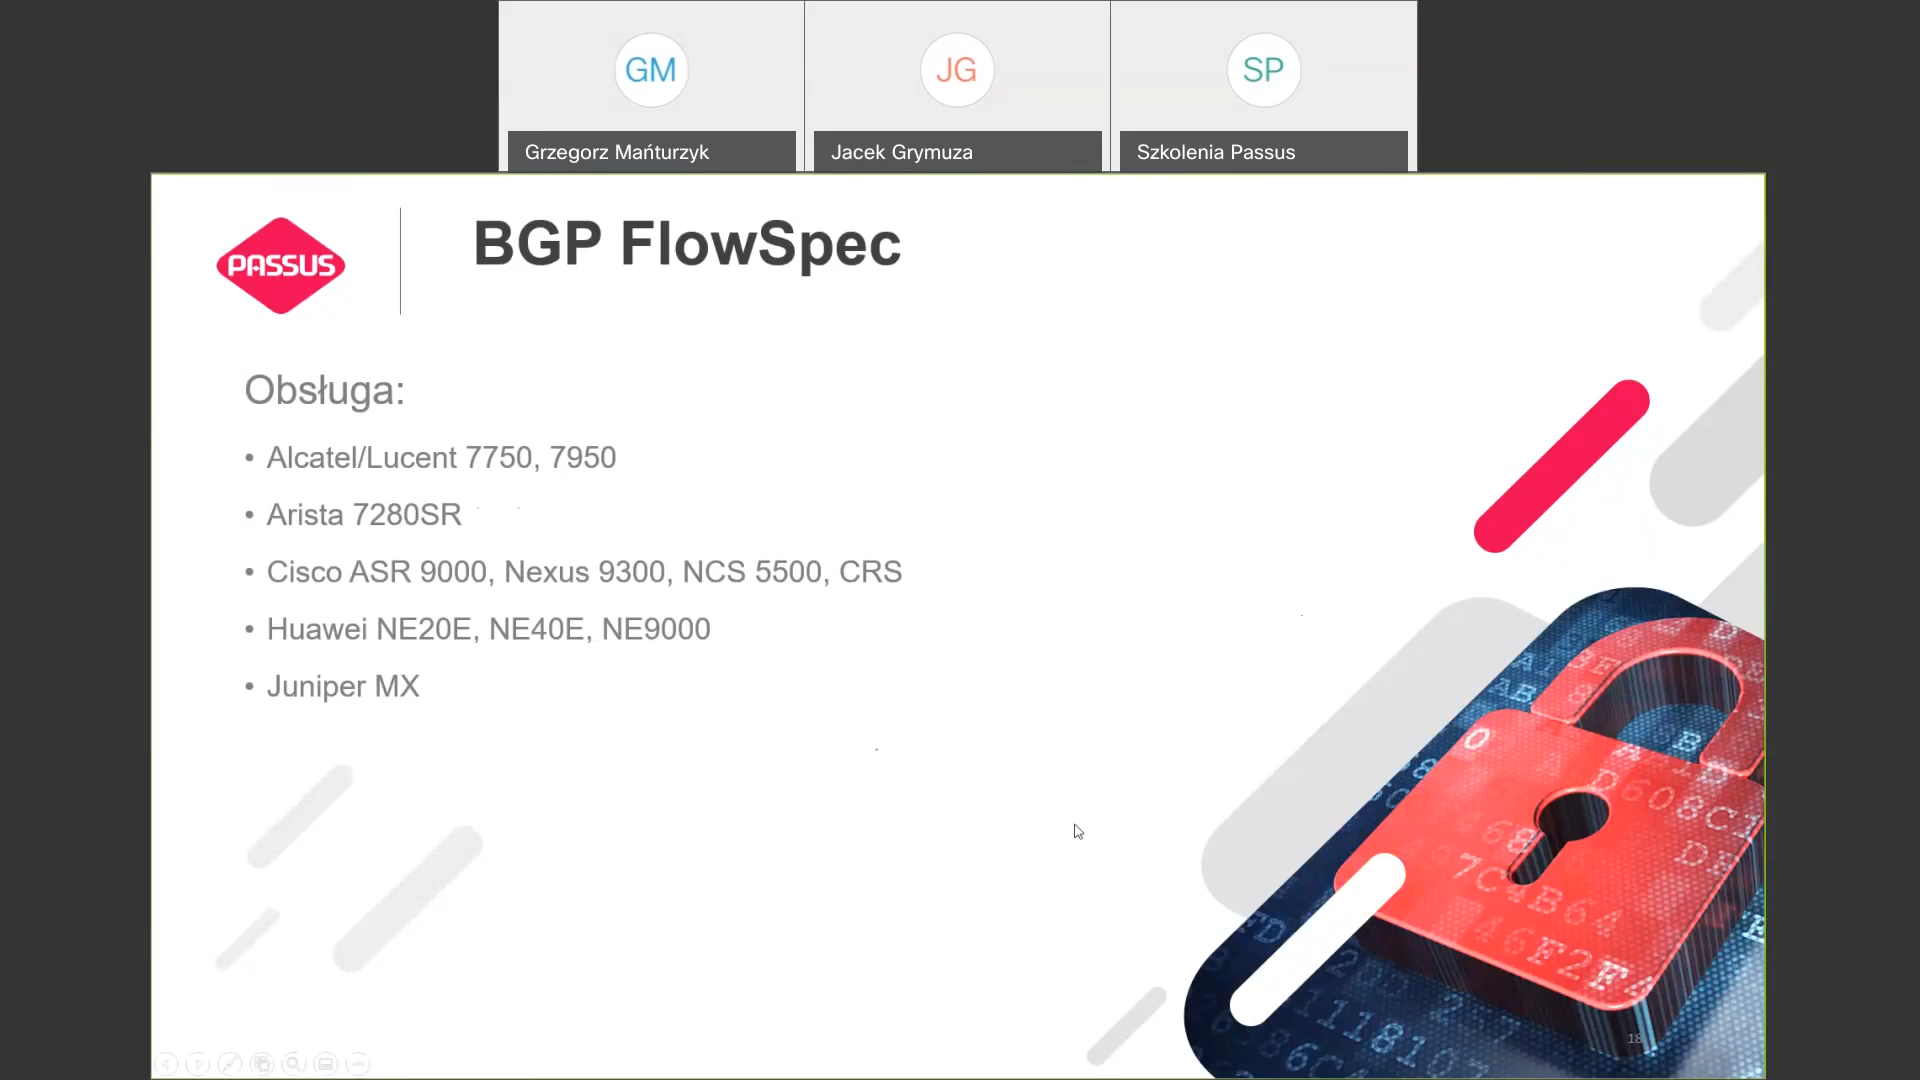 GM
JG
SP
Grzegorz Mańturzyk
Jacek Grymuza
Szkolenia Passus
PASSUS
BGP FlowSpec
Obsługa:
• Alcatel/Lucent 7750, 7950
• Arista 7280SR
• Cisco ASR 9000, Nexus 9300, NCS 5500, CRS
• Huawei NE20E, NE40E, NE9000
• Juniper MX
18